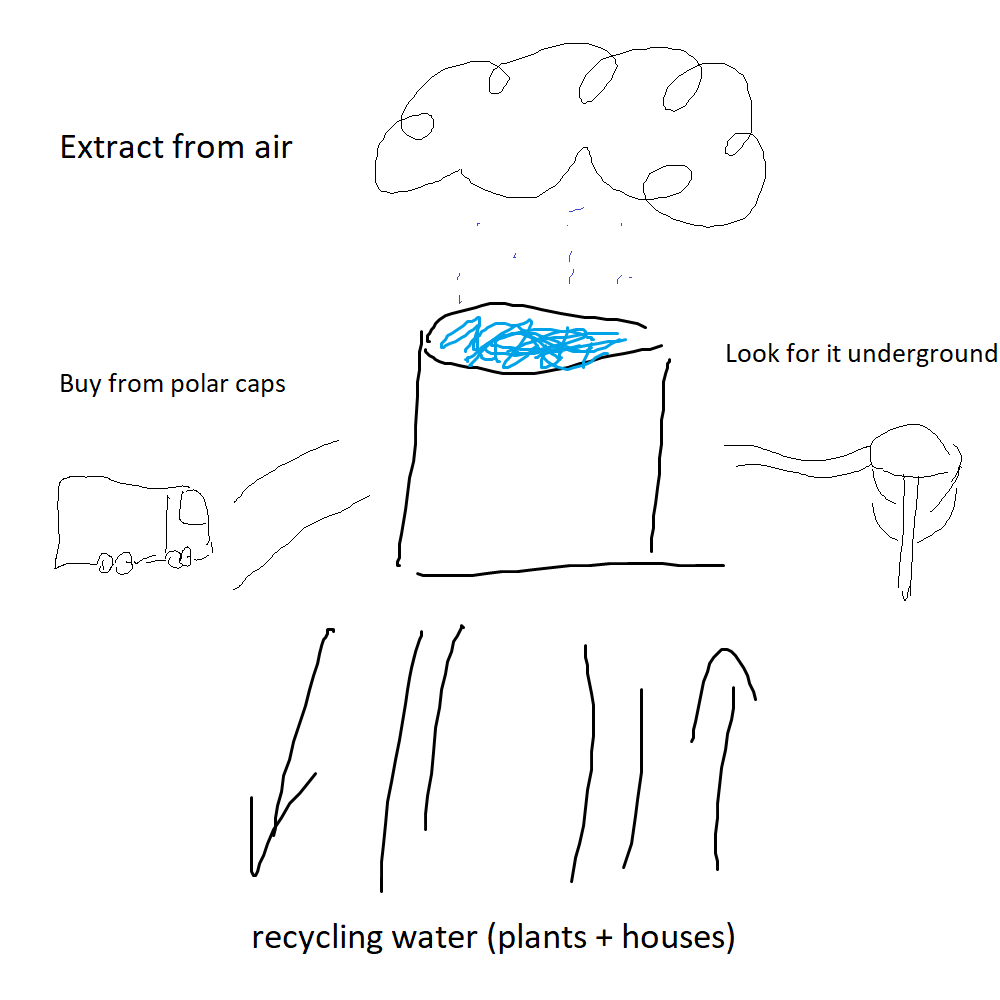 Extract from air
Look for it underground
Buy from polar caps
recycling water (plants + houses)